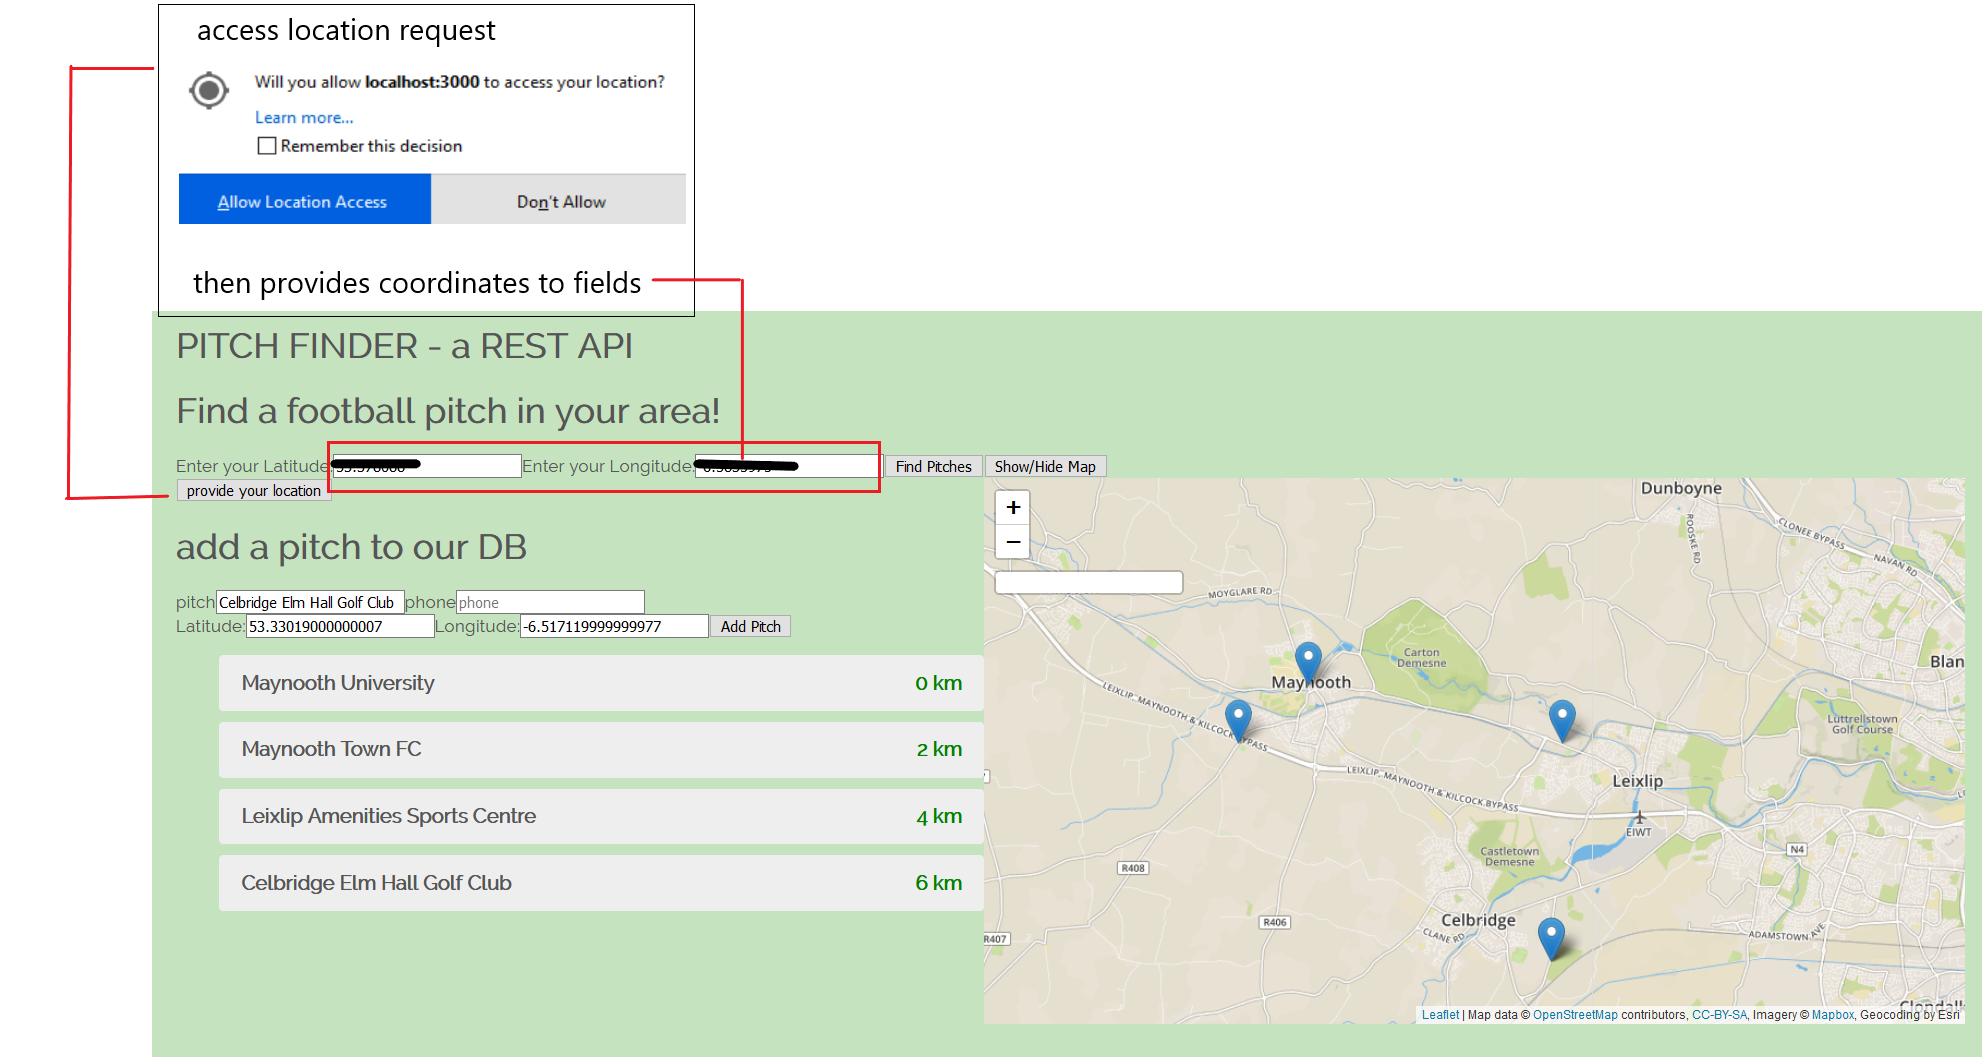 access location request
Will you allow localhost:3000 to access your location?
Learn more...
Remember this decision
Allow Location Access
Don't Allow
then provides coordinates to fields
PITCH FINDER - a REST API
Find a football pitch in your area!
Enter your Latitude:
Enter your Longitude:
Find Pitches
Show/Hide Map
provide your location
add a pitch to our DB
pitch
Celbridge Elm Hall Golf Club
phone
phone
Latitude:
53.33019000000007
Longitude:
-6.517119999999977
Add Pitch
Maynooth University
0 km
Maynooth Town FC
2 km
Leixlip Amenities Sports Centre
4 km
Celbridge Elm Hall Golf Club
6 km
+
−
Dunboyne
ROOSKE RD
CLONEE BYPASS
NAVAN RD
MOYGLARE RD
Carton
Demesne
Blan
Maynooth
LEIXLIP, MAYNOOTH & KILCOCK BYPASS
Luttrellstown
Golf Course
LEIXLIP, MAYNOOTH & KILCOCK BYPASS
Leixlip
EIWT
Castletown
Demesne
N4
R408
Celbridge
R406
CLANE RD
R407
ADAMSTOWN AVE
Leaflet | Map data © OpenStreetMap contributors, CC-BY-SA, Imagery © Mapbox, Geocoding by Esri